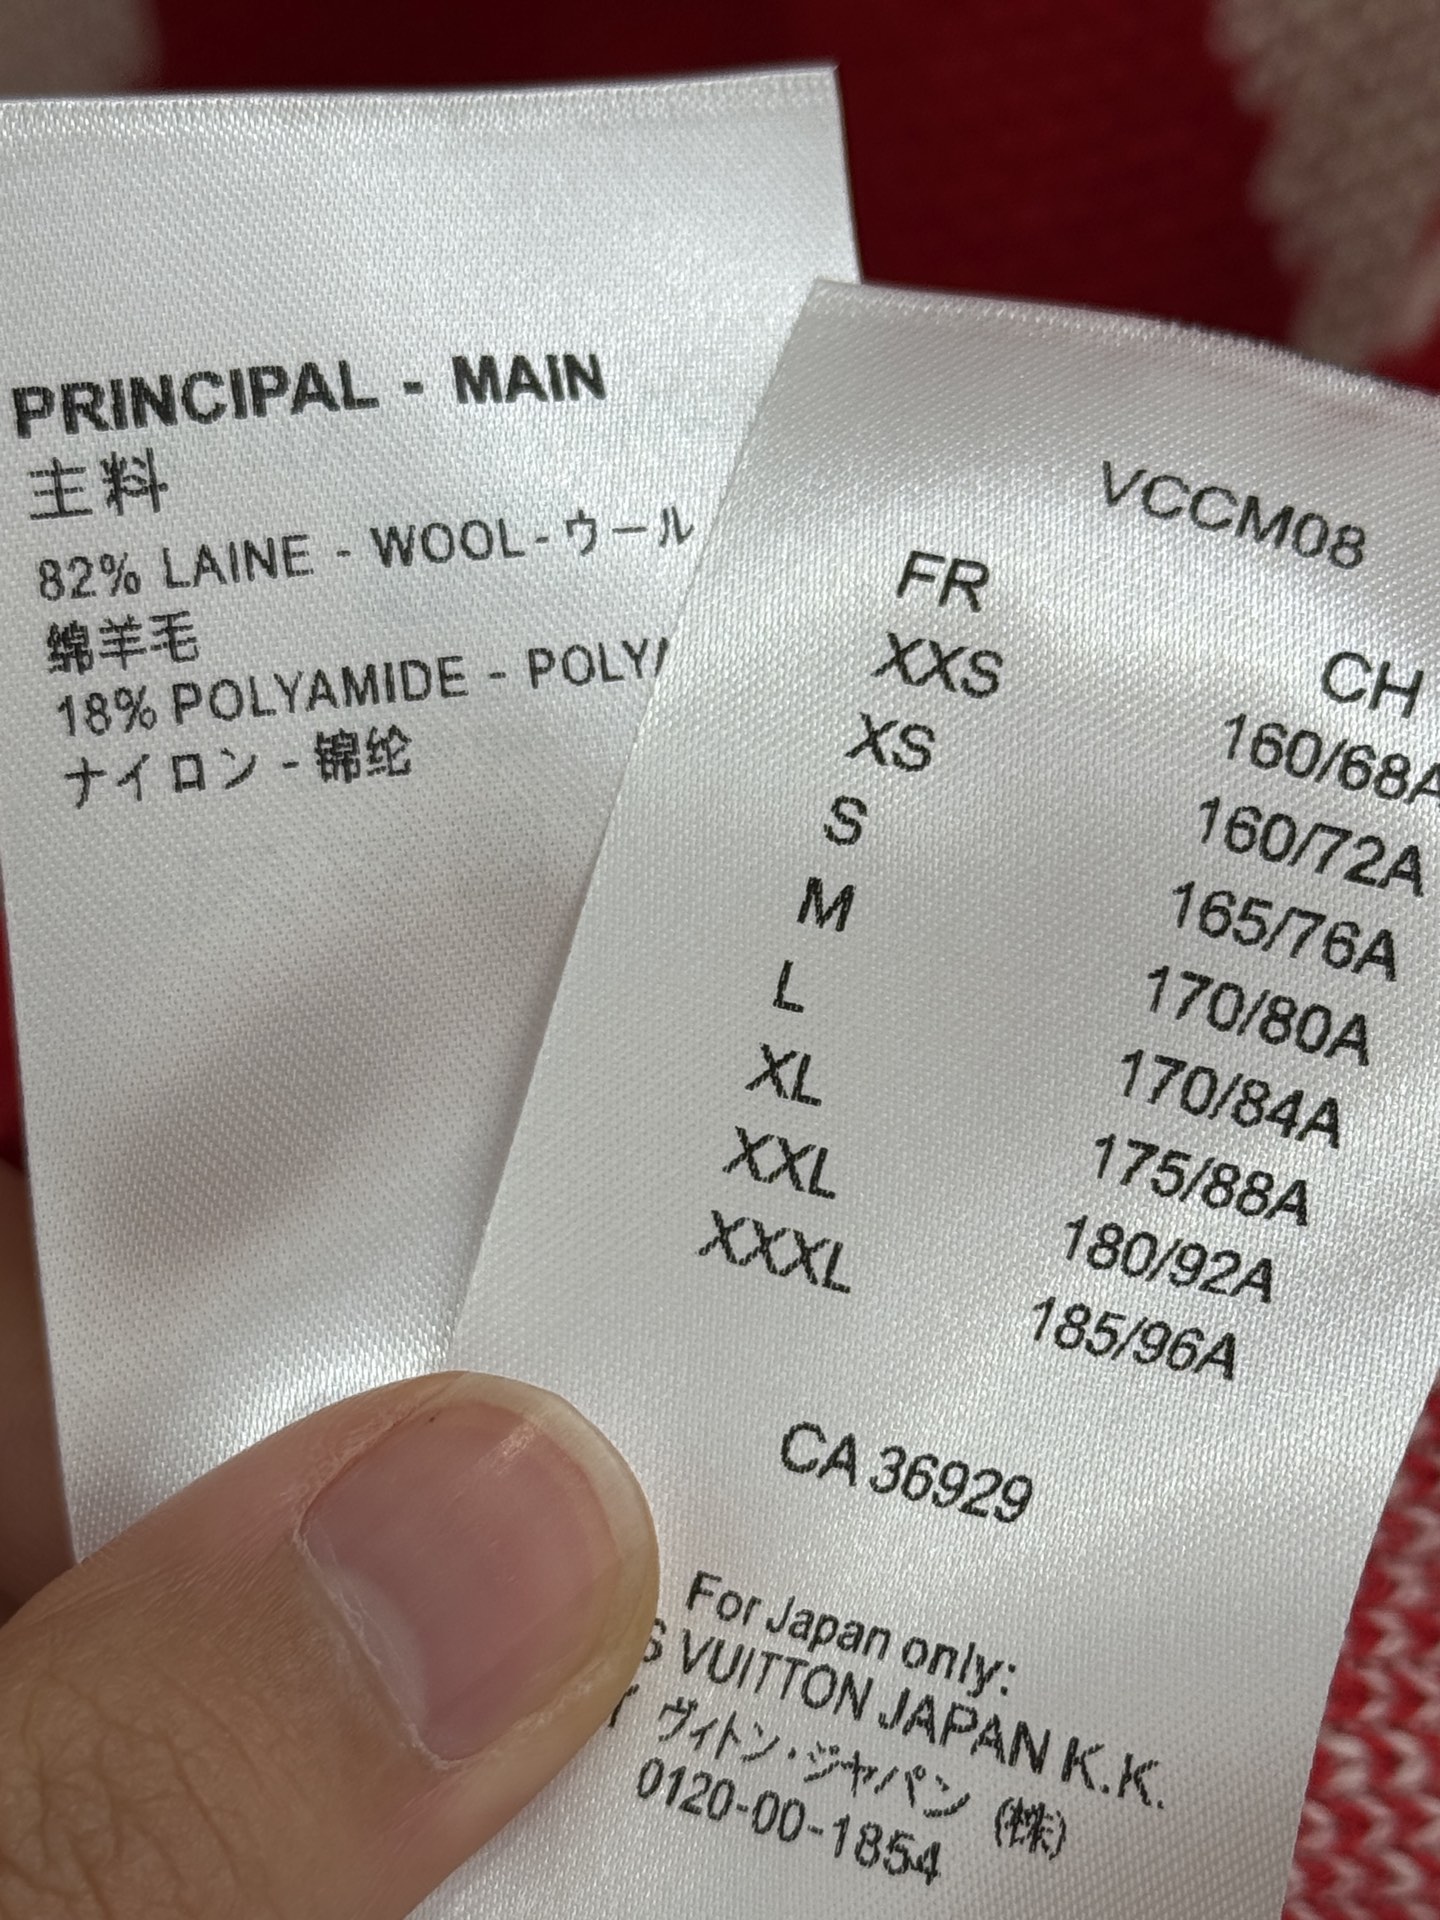 PRINCIPAL - MAIN
主料
82% LAINE - WOOL-ウール
绵羊毛
18% POLYAMIDE -
ナイロン - 锦纶
VCCM08
FR CH
XXS 160/68A
XS 160/72A
S 165/76A
M 170/80A
L 170/84A
XL 175/88A
XXL 180/92A
XXXL 185/96A
CA 36929
For Japan only:
VUITTON JAPAN K.K.
ヴィトン・ジャパン (株)
0120-00-1854